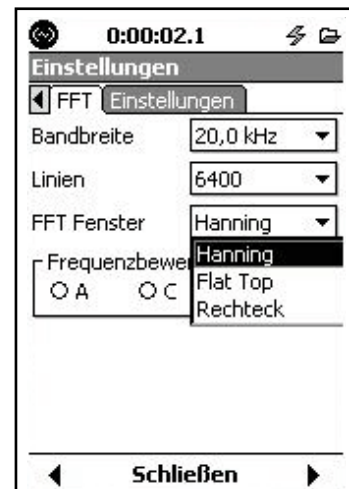 0:00:02.1
Einstellungen
FFT Einstellungen
Bandbreite 20,0 kHz
Linien 6400
FFT Fenster Hanning
Hanning
Frequenzbewe
Flat Top
A C
Rechteck
Schließen